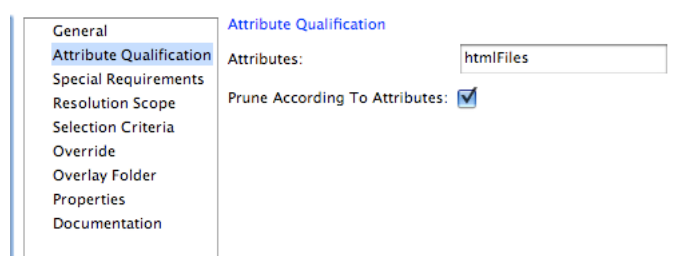 General
Attribute Qualification
Special Requirements
Resolution Scope
Selection Criteria
Override
Overlay Folder
Properties
Documentation
Attribute Qualification
Attributes: htmlFiles
Prune According To Attributes: